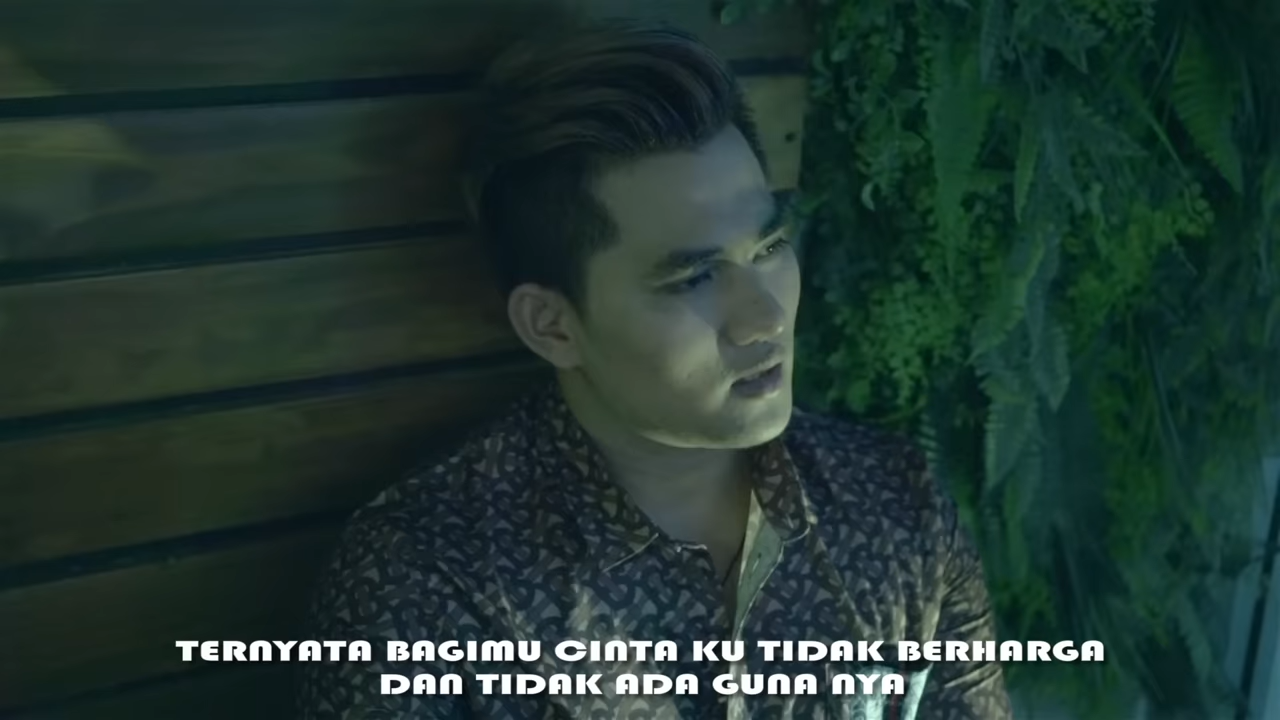 TERNYATA BAGIMU CINTA KU TIDAK BERHARGA
DAN TIDAK ADA GUNA NYA